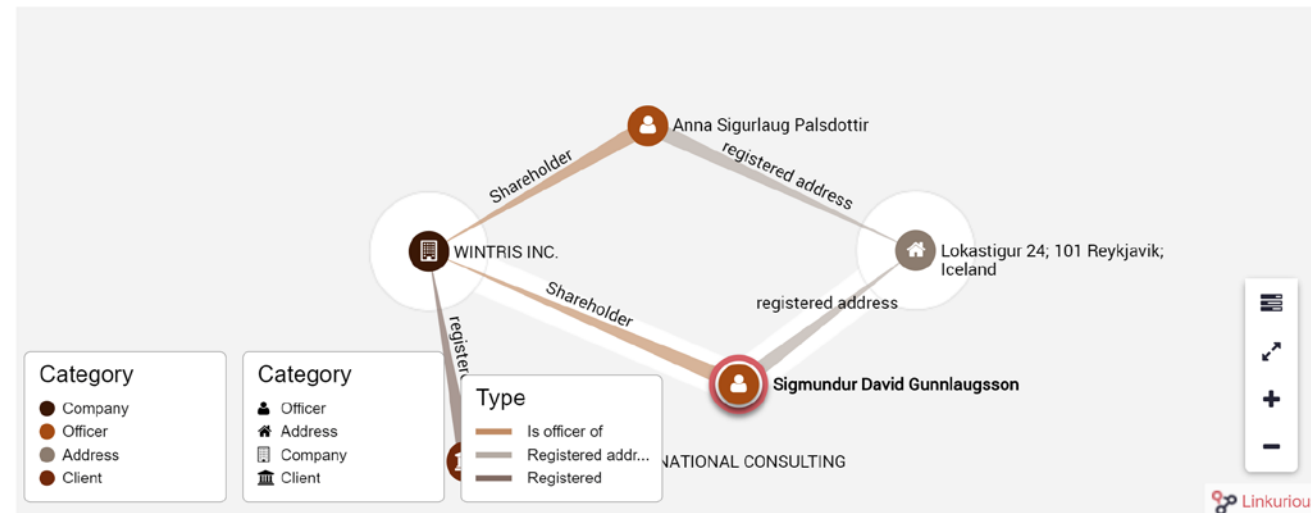 Anna Sigurlaug Palsdottir
Shareholder
registered address
WINTRIS INC.
Lokastigur 24; 101 Reykjavik;
Iceland
Shareholder
registered address
Sigmundur David Gunnlaugsson
Category
Company
Officer
Address
Client
Category
Officer
Address
Company
Client
Type
Is officer of
Registered addr...
Registered
CONSULTING
Linkuriou